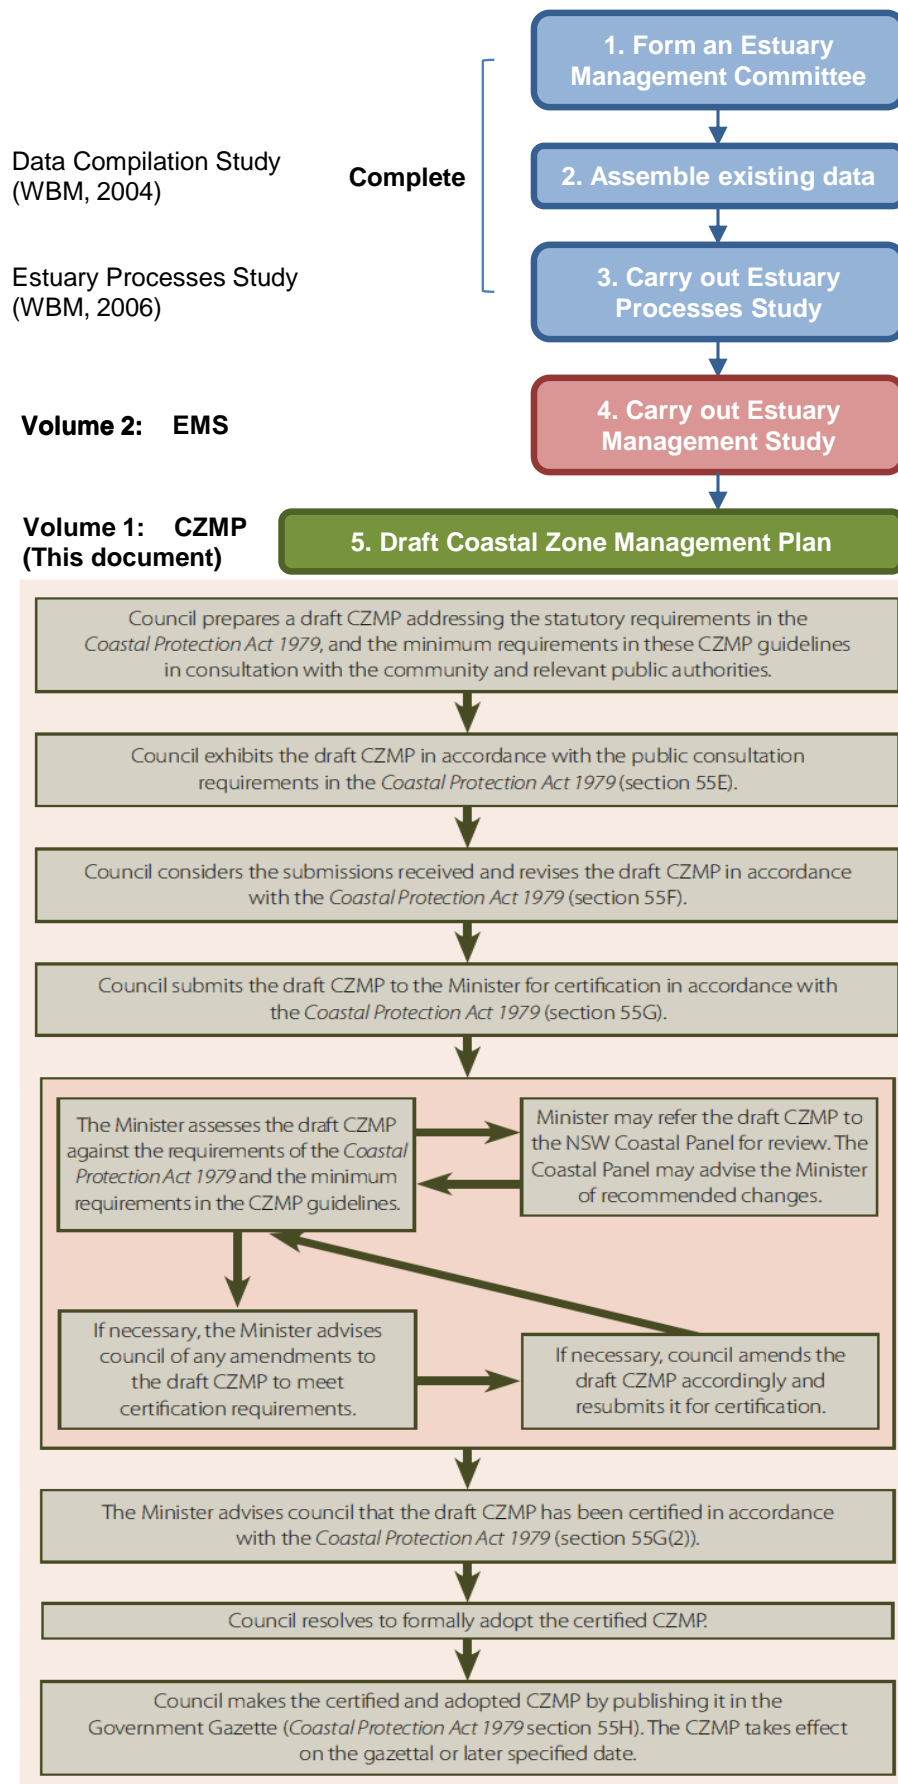 1. Form an Estuary
Management Committee
Data Compilation Study
(WBM, 2004)
Complete
2. Assemble existing data
Estuary Processes Study
(WBM, 2006)
3. Carry out Estuary
Processes Study
Volume 2: EMS
4. Carry out Estuary
Management Study
Volume 1: CZMP
(This document)
5. Draft Coastal Zone Management Plan
Council prepares a draft CZMP addressing the statutory requirements in the
Coastal Protection Act 1979, and the minimum requirements in these CZMP guidelines
in consultation with the community and relevant public authorities.
Council exhibits the draft CZMP in accordance with the public consultation
requirements in the Coastal Protection Act 1979 (section 55E).
Council considers the submissions received and revises the draft CZMP in accordance
with the Coastal Protection Act 1979 (section 55F).
Council submits the draft CZMP to the Minister for certification in accordance with
the Coastal Protection Act 1979 (section 55G).
The Minister assesses the draft CZMP
against the requirements of the Coastal
Protection Act 1979 and the minimum
requirements in the CZMP guidelines.
Minister may refer the draft CZMP to
the NSW Coastal Panel for review. The
Coastal Panel may advise the Minister
of recommended changes.
If necessary, the Minister advises
council of any amendments to
the draft CZMP to meet
certification requirements.
If necessary, council amends the
draft CZMP accordingly and
resubmits it for certification.
The Minister advises council that the draft CZMP has been certified in accordance
with the Coastal Protection Act 1979 (section 55G(2)).
Council resolves to formally adopt the certified CZMP.
Council makes the certified and adopted CZMP by publishing it in the
Government Gazette (Coastal Protection Act 1979 section 55H). The CZMP takes effect
on the gazettal or later specified date.